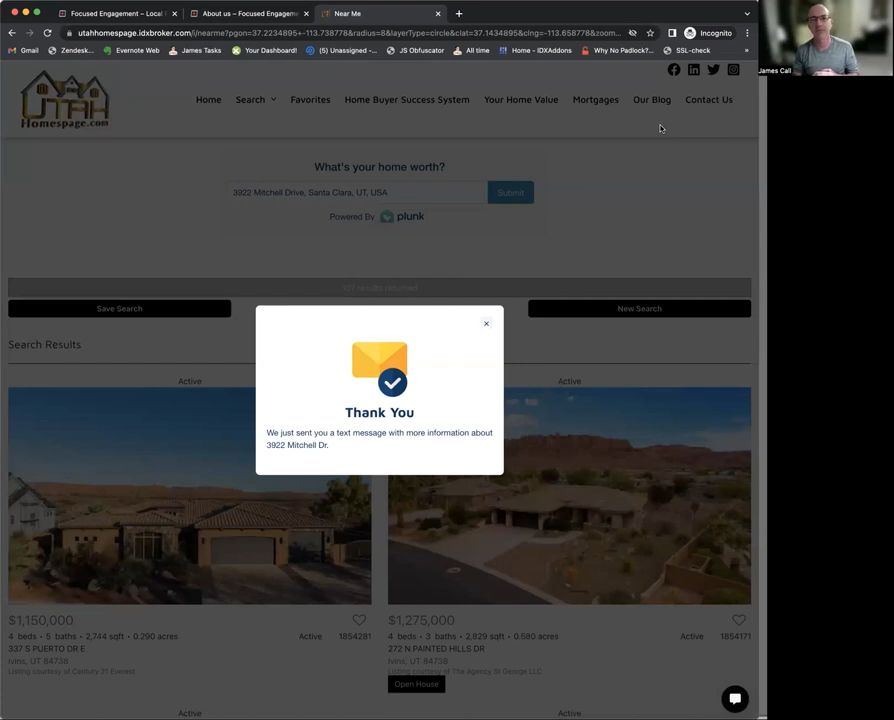 Focused Engagement – Local F
About us – Focused Engageme
Near Me
utahhomespage.idxbroker.com/i/nearme?pgon=37.2234895+-113.738778&radius=8&layerType=circle&clat=37.1434895&clng=-113.658778&zoom...
Incognito
Gmail
Zendesk...
Evernote Web
James Tasks
Your Dashboard!
(5) Unassigned -...
JS Obfuscator
All time
Home - IDXAddons
Why No Padlock?...
SSL-check
James Call
UTAH
Homespage.com
Home
Search
Favorites
Home Buyer Success System
Your Home Value
Mortgages
Our Blog
Contact Us
What's your home worth?
3922 Mitchell Drive, Santa Clara, UT, USA
Submit
Powered By plunk
results returned
Save Search
New Search
Search Results
Active
Active
Thank You
We just sent you a text message with more information about
3922 Mitchell Dr.
$1,150,000
4 beds • 5 baths • 2,744 sqft • 0.290 acres
Active
1854281
337 S PUERTO DR E
Ivins, UT 84738
Listing courtesy of Century 21 Everest
$1,275,000
4 beds • 3 baths • 2,829 sqft • 0.580 acres
Active
1854171
272 N PAINTED HILLS DR
Ivins, UT 84738
Listing courtesy of The Agency St George LLC
Open House
Active
Active